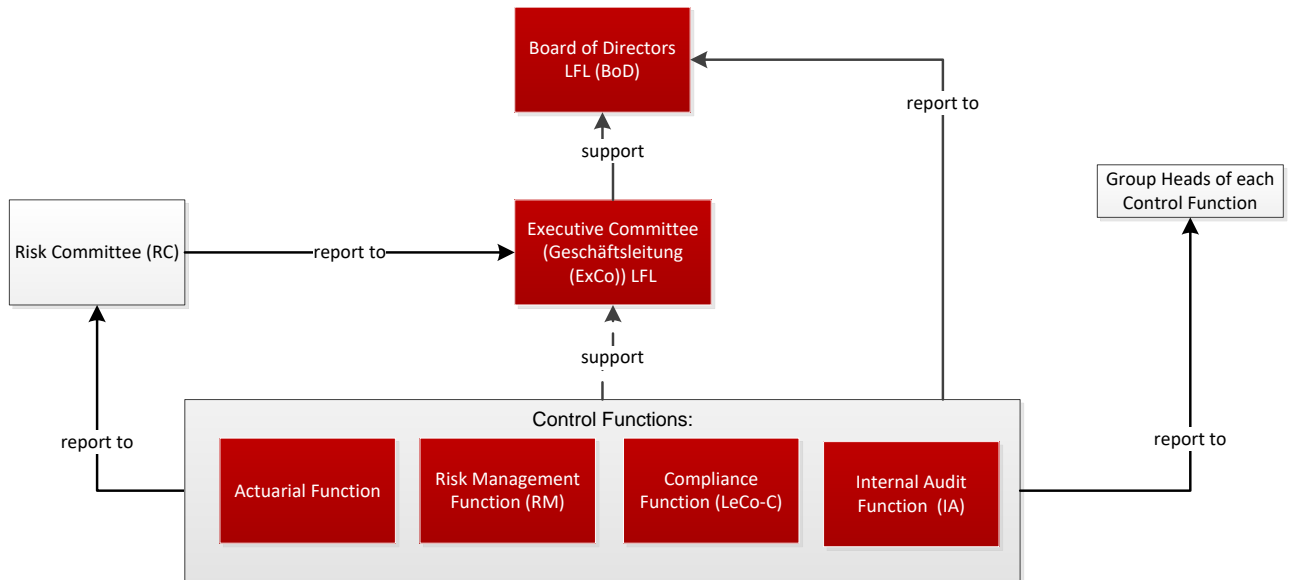 Board of Directors
LFL (BoD)
report to
support
Group Heads of each
Control Function
Risk Committee (RC)
report to
Executive Committee
(Geschäftsleitung
(ExCo)) LFL
support
Control Functions:
report to
report to
Actuarial Function
Risk Management
Function (RM)
Compliance
Function (LeCo-C)
Internal Audit
Function (IA)